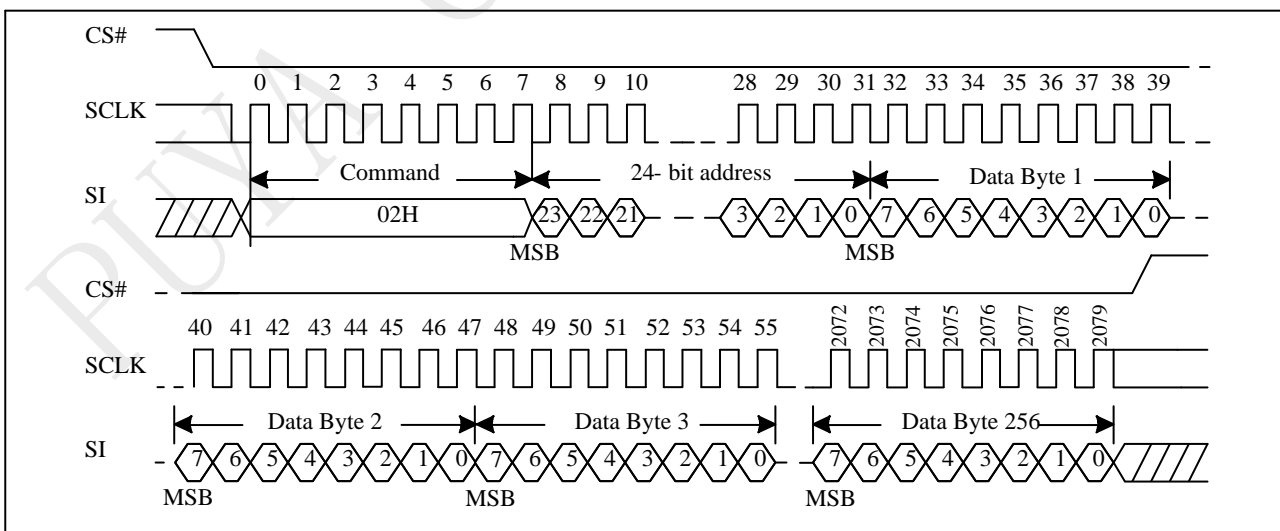 CS#
0 1 2 3 4 5 6 7 8 9 10 28 29 30 31 32 33 34 35 36 37 38 39
SCLK
Command 24- bit address Data Byte 1
SI
02H 23 22 21 3 2 1 0 7 6 5 4 3 2 1 0
MSB MSB
CS#
40 41 42 43 44 45 46 47 48 49 50 51 52 53 54 55 2072 2073 2074 2075 2076 2077 2078 2079
SCLK
Data Byte 2 Data Byte 3 Data Byte 256
SI
7 6 5 4 3 2 1 0 7 6 5 4 3 2 1 0 7 6 5 4 3 2 1 0
MSB MSB MSB
PUYA